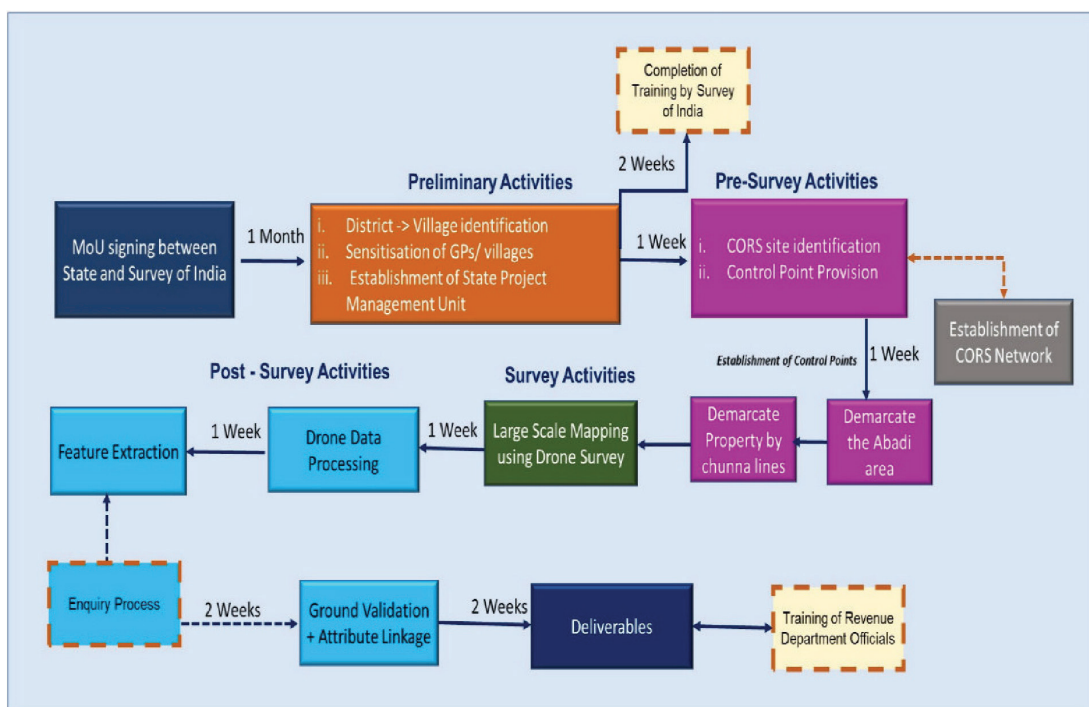 Completion of
Training by Survey
of India
2 Weeks
Preliminary Activities
Pre-Survey Activities
MoU signing between
State and Survey of India
1 Month
i. District -> Village identification
ii. Sensitisation of GPs/ villages
iii. Establishment of State Project
Management Unit
1 Week
i. CORS site identification
ii. Control Point Provision
Establishment of
CORS Network
Establishment of Control Points
1 Week
Post - Survey Activities
Survey Activities
Feature Extraction
1 Week
Drone Data
Processing
1 Week
Large Scale Mapping
using Drone Survey
Demarcate
Property by
chunna lines
Demarcate
the Abadi
area
Enquiry Process
2 Weeks
Ground Validation
+ Attribute Linkage
2 Weeks
Deliverables
Training of Revenue
Department Officials